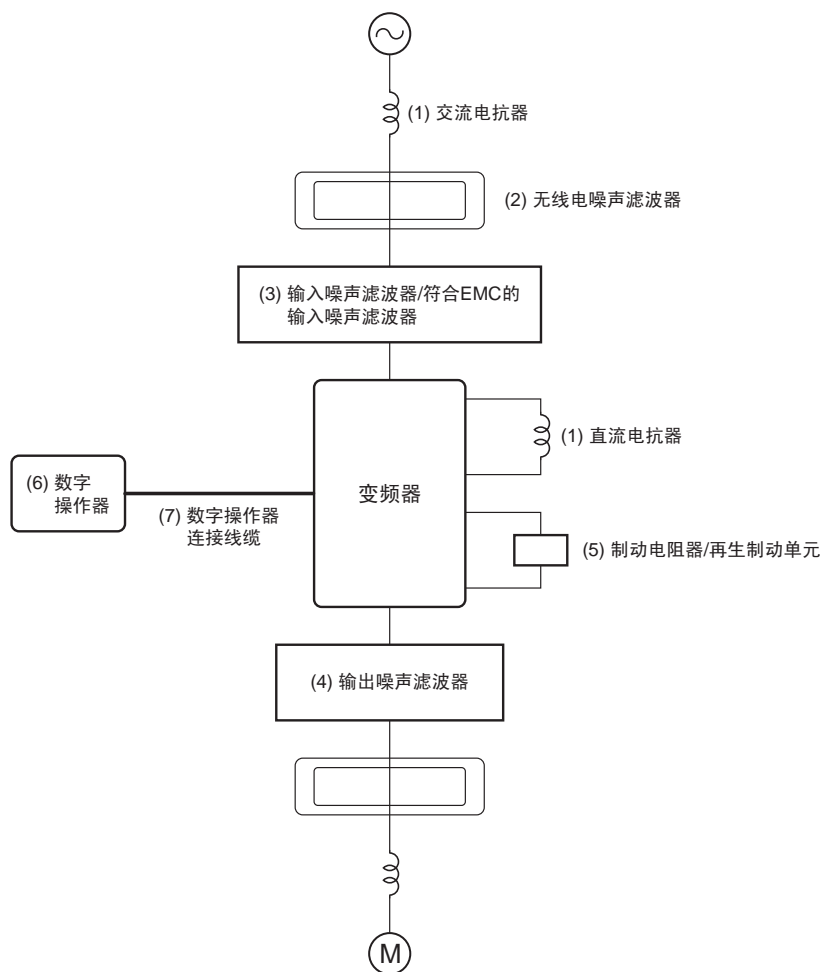 (1) 交流电抗器
(2) 无线电噪声滤波器
(3) 输入噪声滤波器/符合EMC的
输入噪声滤波器
(1) 直流电抗器
变频器
(6) 数字
操作器
(7) 数字操作器
连接线缆
(5) 制动电阻器/再生制动单元
(4) 输出噪声滤波器
M